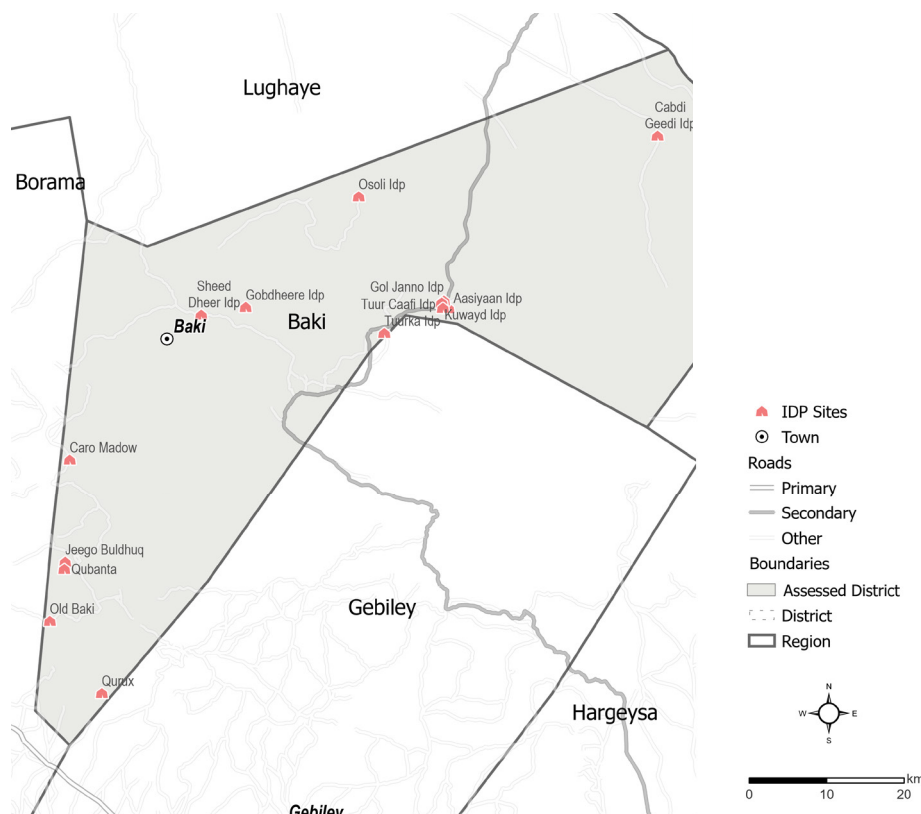 Lughaye
Cabdi
Geedi Idp
Borama
Osoli Idp
Sheed
Dheer Idp
Gobdheere Idp
Gol Janno Idp
Aasiyaan Idp
Tuur Caafi Idp
Kuwayd Idp
Baki
Baki
Tuurka Idp
Caro Madow
Jeego Buldhuq
Qubanta
Old Baki
Qurux
Gebiley
Hargeysa
Gebiley
IDP Sites
Town
Roads
Primary
Secondary
Other
Boundaries
Assessed District
District
Region
N
W E
S
km
0 10 20